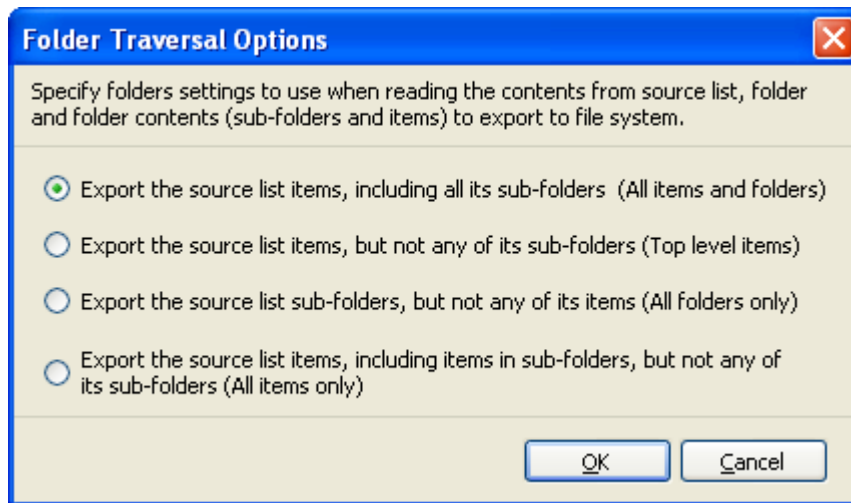 Folder Traversal Options
Specify folders settings to use when reading the contents from source list, folder
and folder contents (sub-folders and items) to export to file system.
Export the source list items, including all its sub-folders  (All items and folders)
Export the source list items, but not any of its sub-folders (Top level items)
Export the source list sub-folders, but not any of its items (All folders only)
Export the source list items, including items in sub-folders, but not any of
its sub-folders (All items only)
OK Cancel